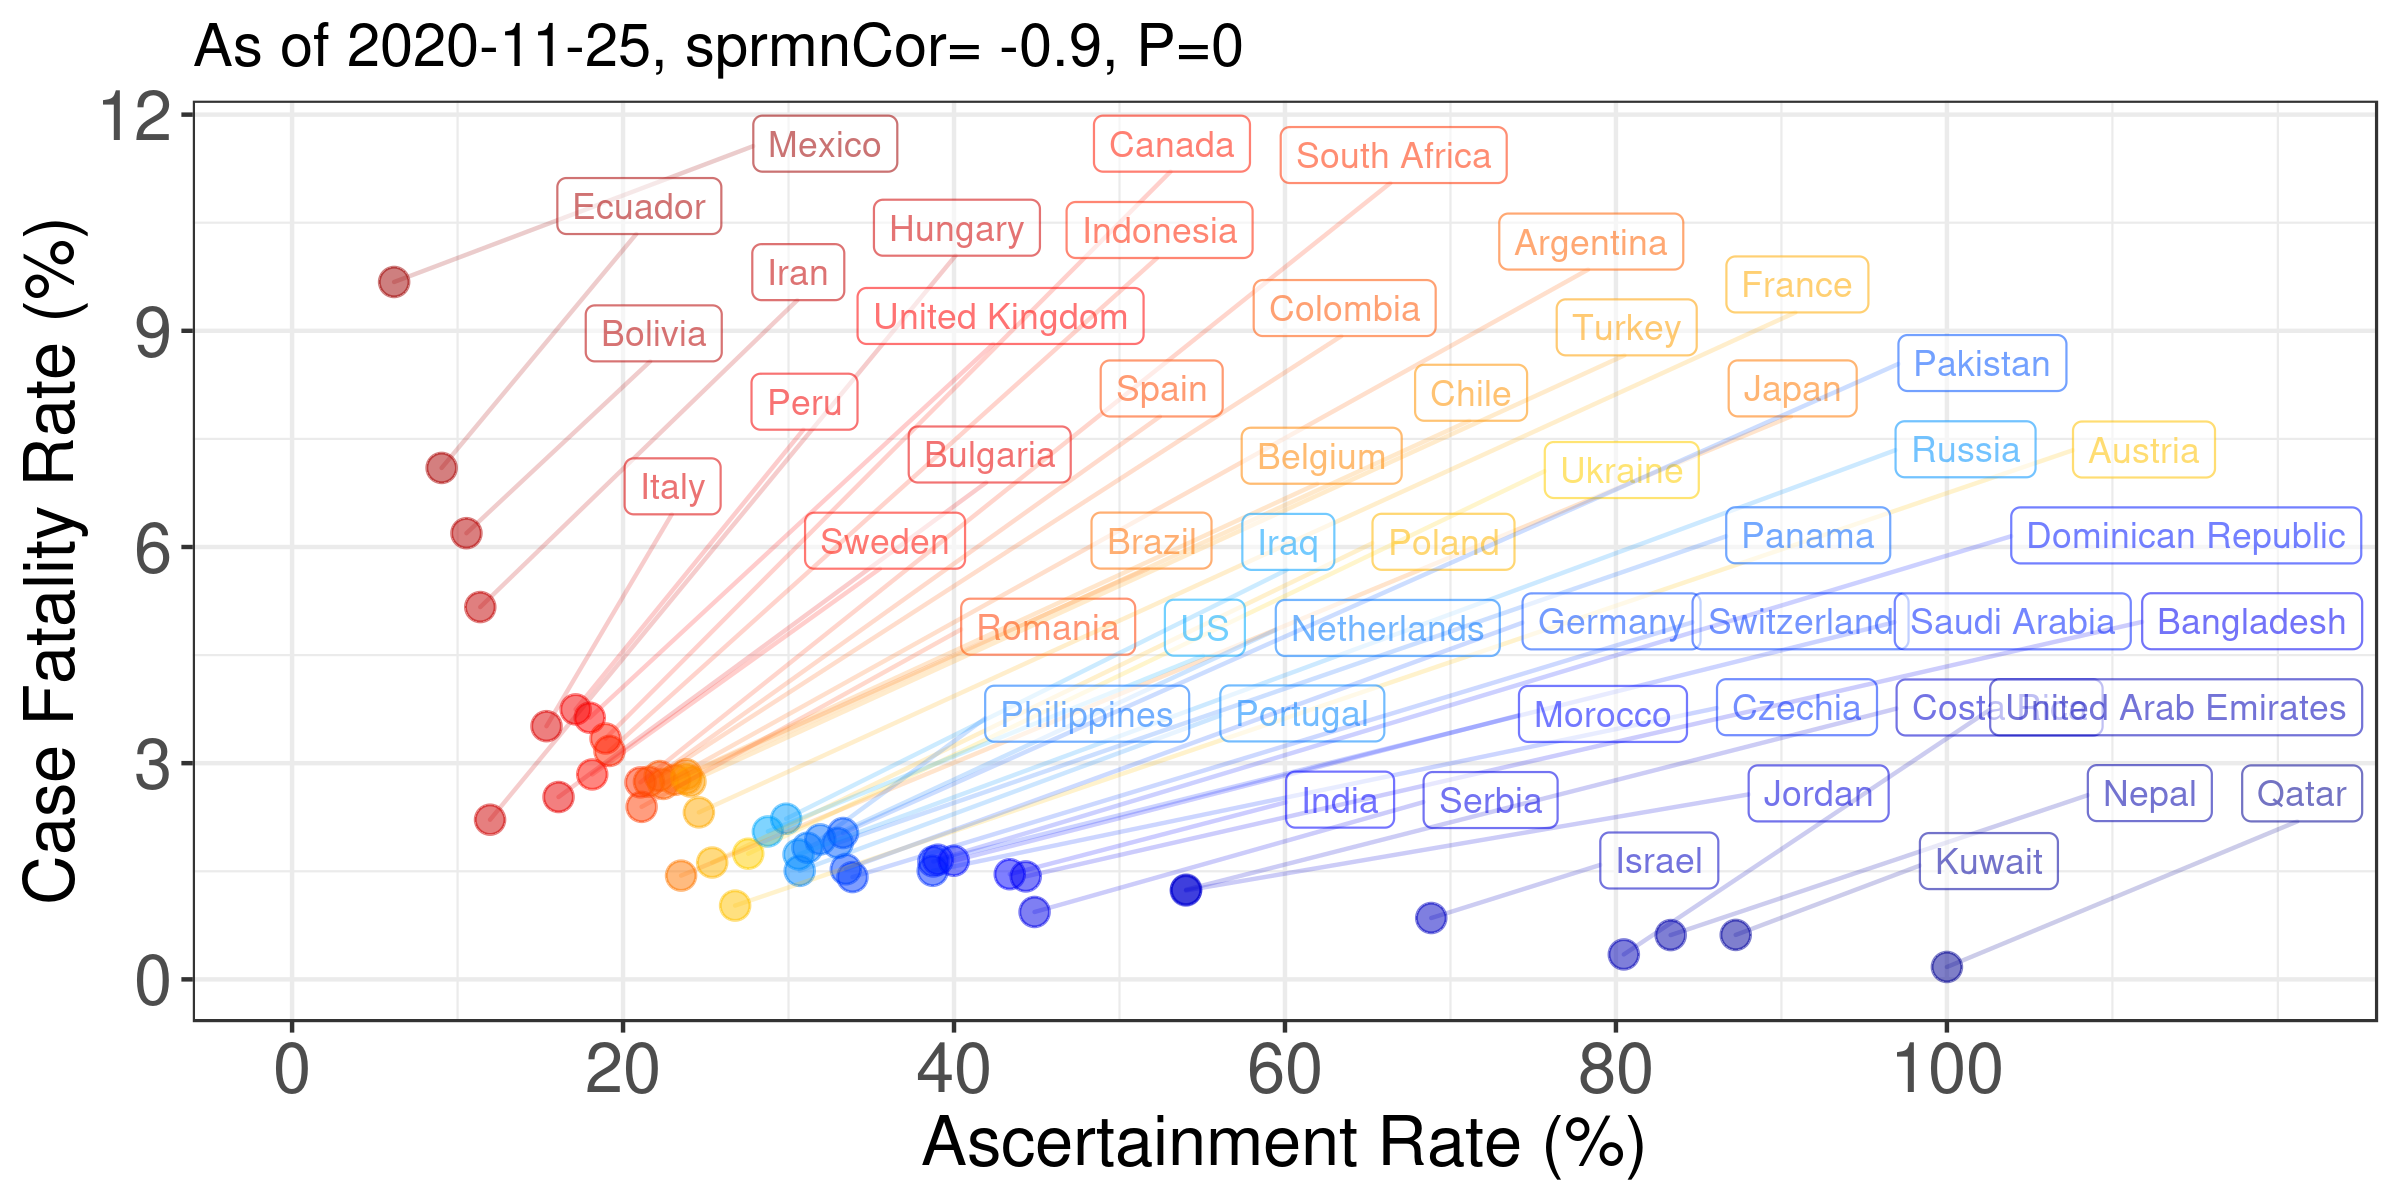 As of 2020-11-25, sprmnCor= -0.9, P=0
Case Fatality Rate (%)
12
9
6
3
0
Mexico
Canada
South Africa
Ecuador
Hungary
Indonesia
Argentina
Iran
France
United Kingdom
Colombia
Turkey
Bolivia
Pakistan
Peru
Spain
Chile
Japan
Bulgaria
Belgium
Ukraine
Russia
Austria
Italy
Sweden
Brazil
Iraq
Poland
Panama
Dominican Republic
Romania
US
Netherlands
Germany
Switzerland
Saudi Arabia
Bangladesh
Philippines
Portugal
Morocco
Czechia
Costa Rica
United Arab Emirates
India
Serbia
Jordan
Nepal
Qatar
Israel
Kuwait
0
20
40
60
80
100
Ascertainment Rate (%)